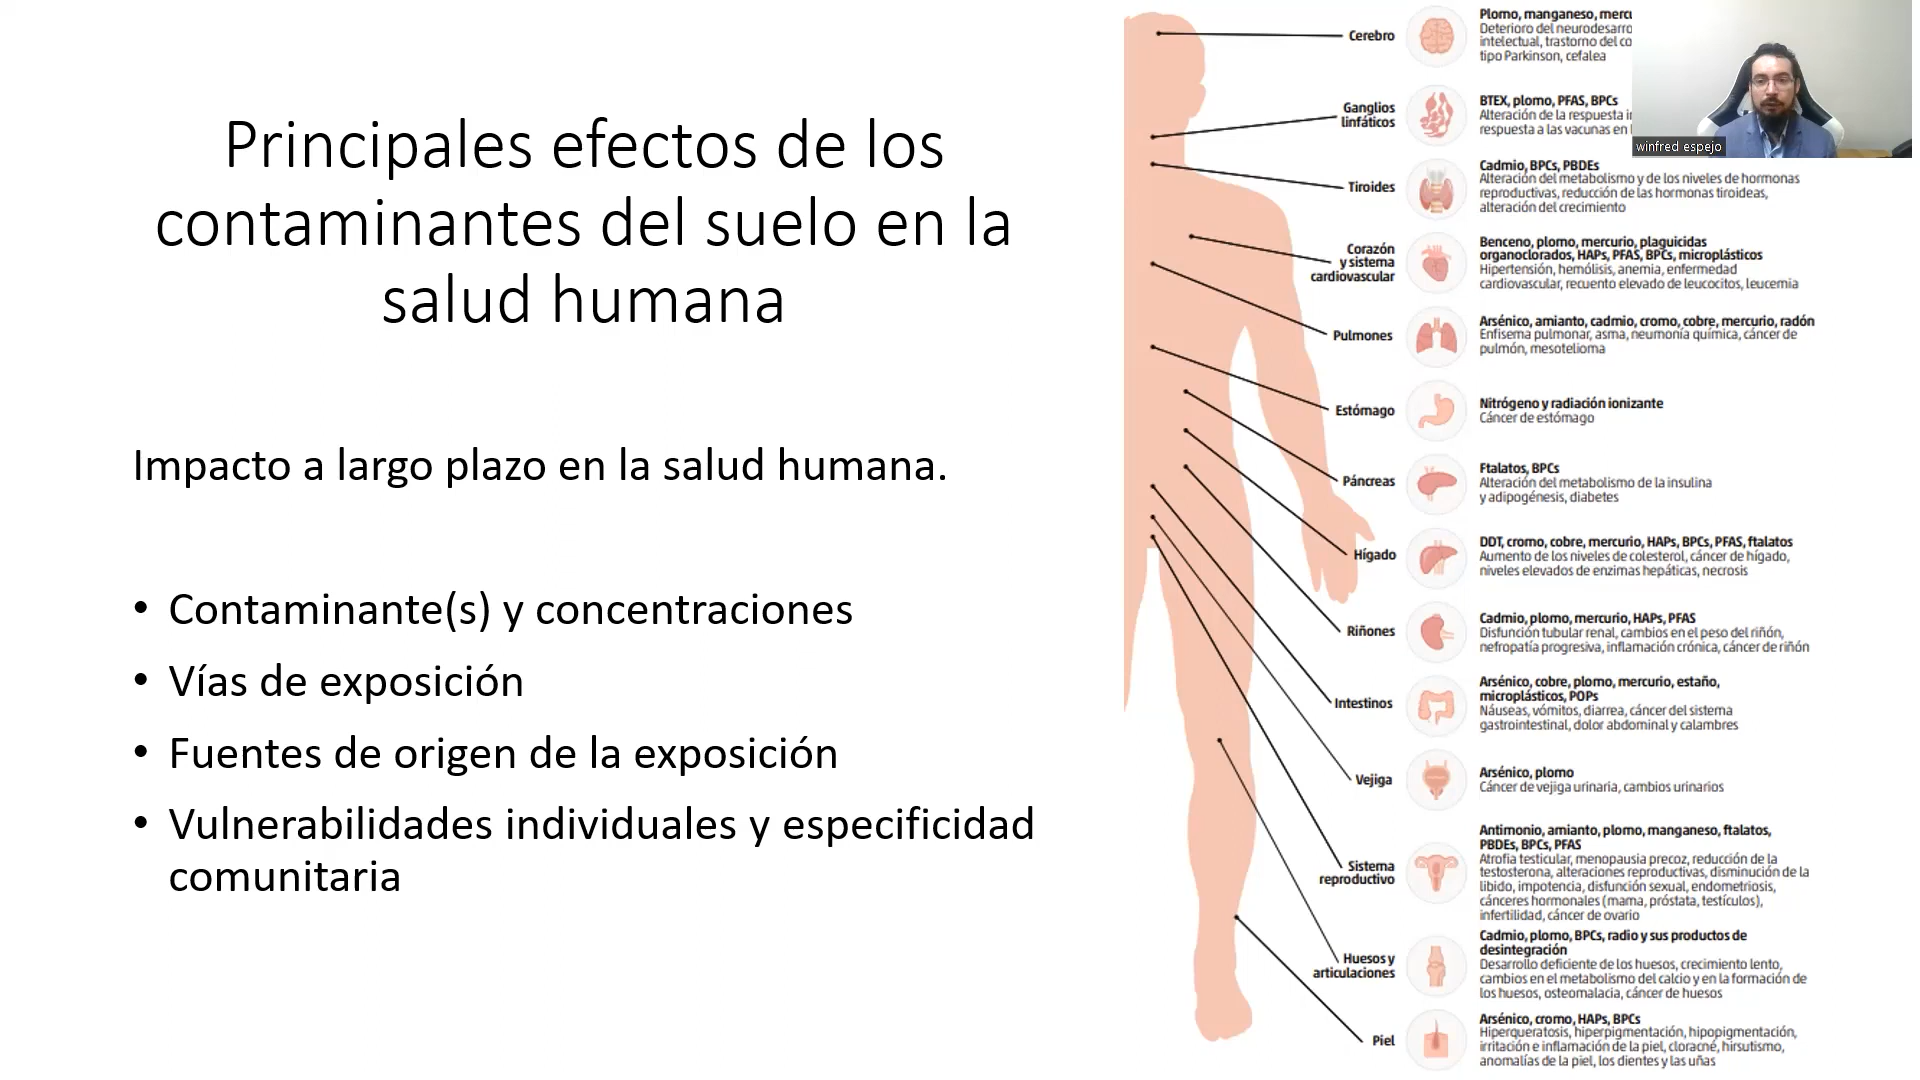 Principales efectos de los
contaminantes del suelo en la
salud humana
Impacto a largo plazo en la salud humana.
• Contaminante(s) y concentraciones
• Vías de exposición
• Fuentes de origen de la exposición
• Vulnerabilidades individuales y especificidad
comunitaria
Cerebro
Plomo, manganeso,
Deterioro del
intelectual, trastorno del
tipo Parkinson, cefalea
Ganglios
linfáticos
BTEX, plomo, PFAS, BPCs
Alteración de la respuesta
respuesta a las vacunas en
winfred espejo
Tiroides
Cadmio, BPCs, PBDEs
Alteración del metabolismo y de los niveles de hormonas
reproductivas, reducción de las hormonas tiroideas,
alteración del crecimiento
Corazón
y sistema
cardiovascular
Benceno, plomo, mercurio, plaguicidas
organoclorados, HAPs, PFAS, BPCs, microplásticos
Hipertensión, hemólisis, anemia, enfermedad
cardiovascular, recuento elevado de leucocitos, leucemia
Pulmones
Arsénico, amianto, cadmio, cromo, cobre, mercurio, radón
Enfisema pulmonar, asma, neumonía química, cáncer de
pulmón, mesotelioma
Estómago
Nitrógeno y radiación ionizante
Cáncer de estómago
Páncreas
Ftalatos, BPCs
Alteración del metabolismo de la insulina
y adipogénesis, diabetes
Hígado
DDT, cromo, cobre, mercurio, HAPs, BPCs, PFAS, ftalatos
Aumento de los niveles de colesterol, cáncer de hígado,
niveles elevados de enzimas hepáticas, necrosis
Riñones
Cadmio, plomo, mercurio, HAPs, PFAS
Disfunción tubular renal, cambios en el peso del riñón,
nefropatía progresiva, inflamación crónica, cáncer de riñón
Intestinos
Arsénico, cobre, plomo, mercurio, estaño,
microplásticos, POPs
Náuseas, vómitos, diarrea, cáncer del sistema
gastrointestinal, dolor abdominal y calambres
Vejiga
Arsénico, plomo
Cáncer de vejiga urinaria, cambios urinarios
Sistema
reproductivo
Antimonio, amianto, plomo, manganeso, ftalatos,
PBDEs, BPCs, PFAS
Atrofia testicular, menopausia precoz, reducción de la
testosterona, alteraciones reproductivas, disminución de la
libido, impotencia, disfunción sexual, endometriosis,
cánceres hormonales (mama, próstata, testículos),
infertilidad, cáncer de ovario
Huesos y
articulaciones
Cadmio, plomo, BPCs, radio y sus productos de
desintegración
Desarrollo deficiente de los huesos, crecimiento lento,
cambios en el metabolismo del calcio y en la formación de
los huesos, osteomalacia, cáncer de huesos
Piel
Arsénico, cromo, HAPs, BPCs
Hiperqueratosis, hiperpigmentación, hipopigmentación,
irritación e inflamación de la piel, cloracné, hirsutismo,
anomalías de la piel, los dientes y las uñas